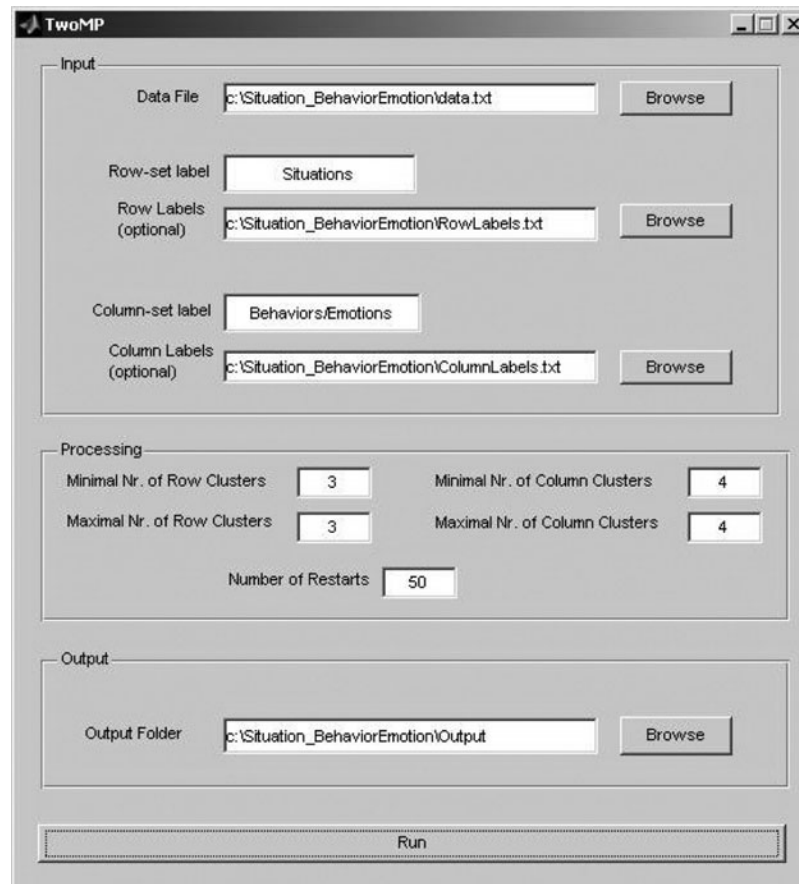 TwoMP
Input
Data File c:\Situation_BehaviorEmotion\data.txt Browse
Row-set label Situations
Row Labels
(optional) c:\Situation_BehaviorEmotion\RowLabels.txt Browse
Column-set label Behaviors/Emotions
Column Labels
(optional) c:\Situation_BehaviorEmotion\ColumnLabels.txt Browse
Processing
Minimal Nr. of Row Clusters 3 Minimal Nr. of Column Clusters 4
Maximal Nr. of Row Clusters 3 Maximal Nr. of Column Clusters 4
Number of Restarts 50
Output
Output Folder c:\Situation_BehaviorEmotion\Output Browse
Run